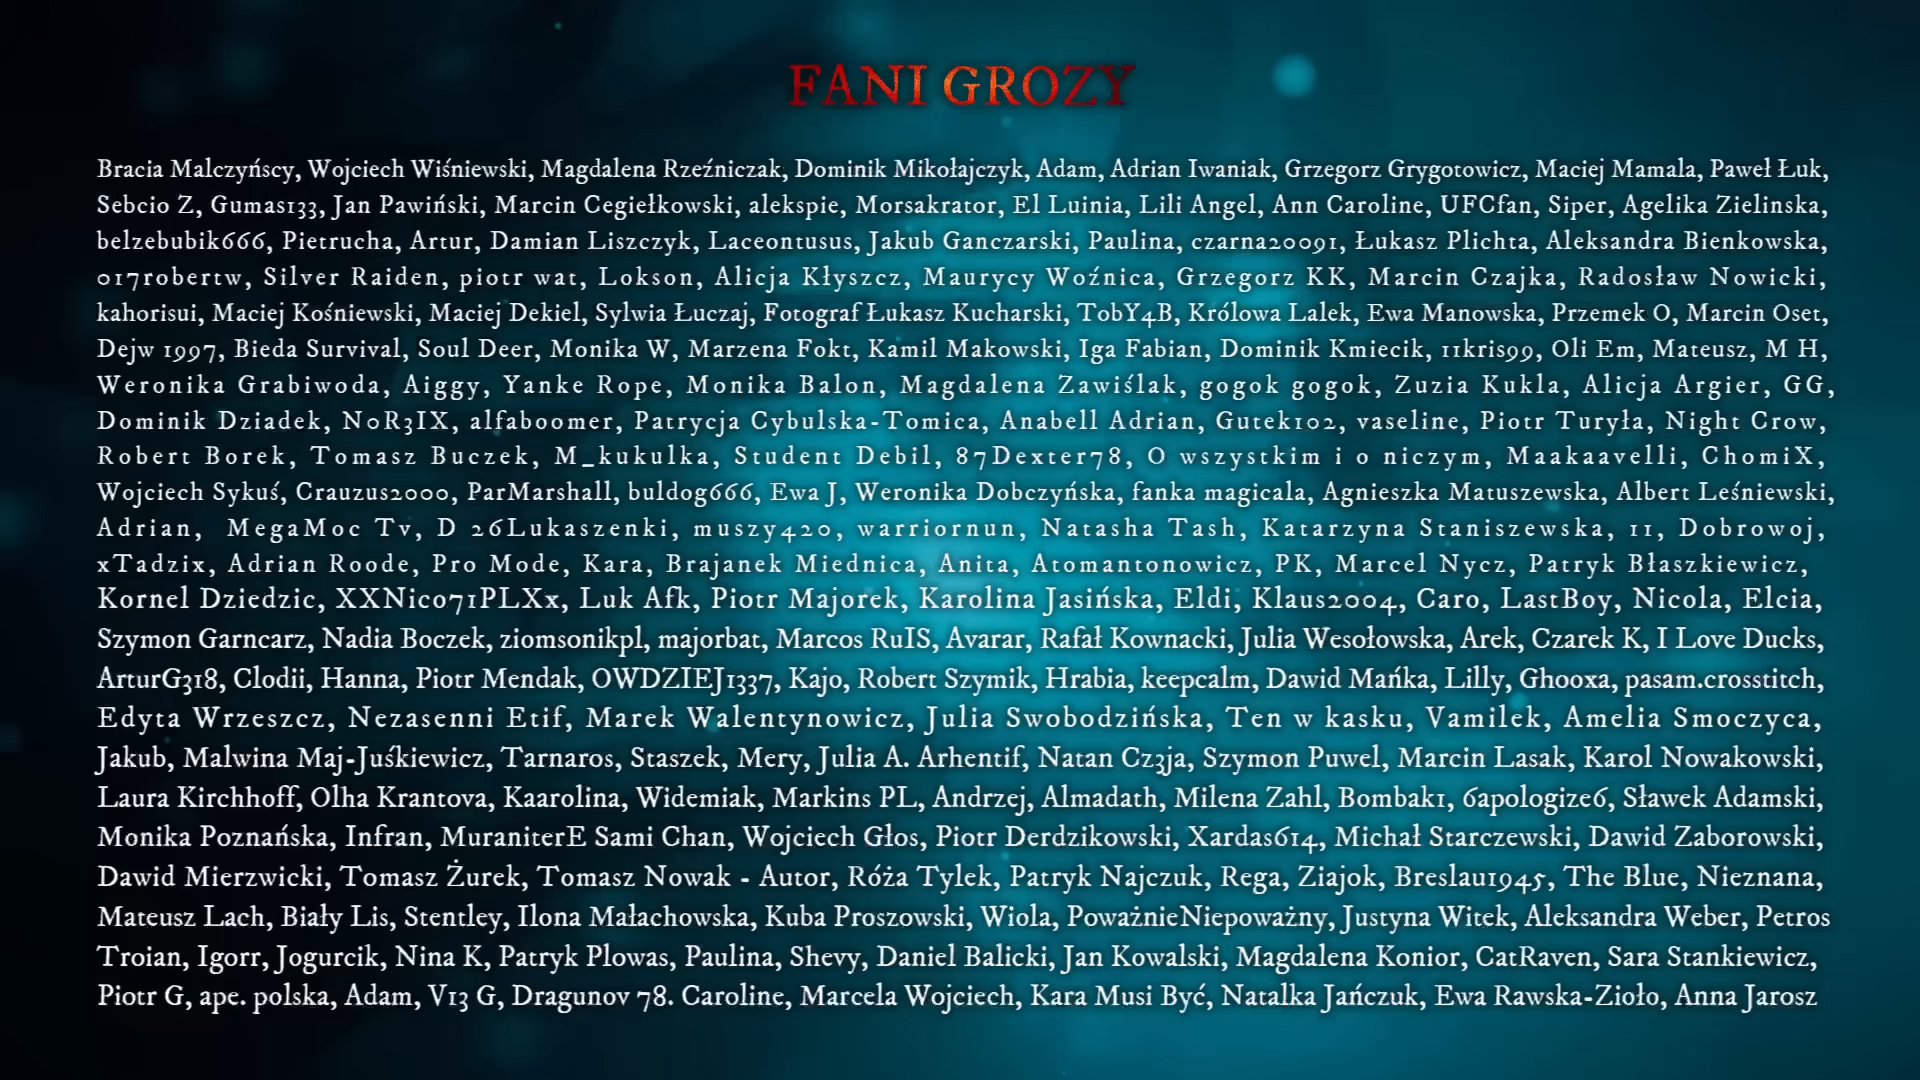 FANI GROZY
Bracia Malczyńscy, Wojciech Wiśniewski, Magdalena Rzeźniczak, Dominik Mikołajczyk, Adam, Adrian Iwaniak, Grzegorz Grygotowicz, Maciej Mamala, Paweł Łuk,
Sebcio Z, Gumas133, Jan Pawiński, Marcin Cegiełkowski, alekspie, Morsakrator, El Luinia, Lili Angel, Ann Caroline, UFCfan, Siper, Agelika Zielinska,
belzebubik666, Pietrucha, Artur, Damian Liszczyk, Laceontusus, Jakub Ganczarski, Paulina, czarna20091, Łukasz Plichta, Aleksandra Bienkowska,
017robertw, Silver Raiden, piotr wat, Lokson, Alicja Kłyszcz, Maurycy Woźnica, Grzegorz KK, Marcin Czajka, Radosław Nowicki,
kahorisui, Maciej Kośniewski, Maciej Dekiel, Sylwia Łuczaj, Fotograf Łukasz Kucharski, TobY4B, Królowa Lalek, Ewa Manowska, Przemek O, Marcin Oset,
Dejw 1997, Bieda Survival, Soul Deer, Monika W, Marzena Fokt, Kamil Makowski, Iga Fabian, Dominik Kmiecik, 11kris99, Oli Em, Mateusz, M H,
Weronika Grabiwoda, Aiggy, Yanke Rope, Monika Balon, Magdalena Zawiślak, gogok gogok, Zuzia Kukla, Alicja Argier, GG,
Dominik Dziadek, N0R3IX, alfaboomer, Patrycja Cybulska-Tomica, Anabell Adrian, Gutek102, vaseline, Piotr Turyła, Night Crow,
Robert Borek, Tomasz Buczek, M_kukulka, Student Debil, 87Dexter78, O wszystkim i o niczym, Maakaavelli, ChomiX,
Wojciech Sykuś, Crauzus2000, ParMarshall, buldog666, Ewa J, Weronika Dobczyńska, fanka magicala, Agnieszka Matuszewska, Albert Leśniewski,
Adrian, MegaMoc Tv, D 26Lukaszenki, muszy420, warriornun, Natasha Tash, Katarzyna Staniszewska, 11, Dobrowoj,
xTadzix, Adrian Roode, Pro Mode, Kara, Brajanek Miednica, Anita, Atomantonowicz, PK, Marcel Nycz, Patryk Błaszkiewicz,
Kornel Dziedzic, XXNico71PLXx, Luk Afk, Piotr Majorek, Karolina Jasińska, Eldi, Klaus2004, Caro, LastBoy, Nicola, Elcia,
Szymon Garncarz, Nadia Boczek, ziomsonikpl, majorbat, Marcos RuIS, Avarar, Rafał Kownacki, Julia Wesołowska, Arek, Czarek K, I Love Ducks,
ArturG318, Clodii, Hanna, Piotr Mendak, OWDZIEJ1337, Kajo, Robert Szymik, Hrabia, keepcalm, Dawid Mańka, Lilly, Ghooxa, pasam.crosstitch,
Edyta Wrzeszcz, Nezasenni Etif, Marek Walentynowicz, Julia Swobodzińska, Ten w kasku, Vamilek, Amelia Smoczyca,
Jakub, Malwina Maj-Juśkiewicz, Tarnaros, Staszek, Mery, Julia A. Arhentif, Natan Cz3ja, Szymon Puwel, Marcin Lasak, Karol Nowakowski,
Laura Kirchhoff, Olha Krantova, Kaarolina, Widemiak, Markins PL, Andrzej, Almadath, Milena Zahl, Bombak1, 6apologize6, Sławek Adamski,
Monika Poznańska, Infran, MuraniterE Sami Chan, Wojciech Głos, Piotr Derdzikowski, Xardas614, Michał Starczewski, Dawid Zaborowski,
Dawid Mierzwicki, Tomasz Żurek, Tomasz Nowak - Autor, Róża Tylek, Patryk Najczuk, Rega, Ziajok, Breslau1945, The Blue, Nieznana,
Mateusz Lach, Biały Lis, Stentley, Ilona Małachowska, Kuba Proszowski, Wiola, PoważnieNiepoważny, Justyna Witek, Aleksandra Weber, Petros
Troian, Igorr, Jogurcik, Nina K, Patryk Plowas, Paulina, Shevy, Daniel Balicki, Jan Kowalski, Magdalena Konior, CatRaven, Sara Stankiewicz,
Piotr G, ape. polska, Adam, V13 G, Dragunov 78. Caroline, Marcela Wojciech, Kara Musi Być, Natalka Jańczuk, Ewa Rawska-Zioło, Anna Jarosz